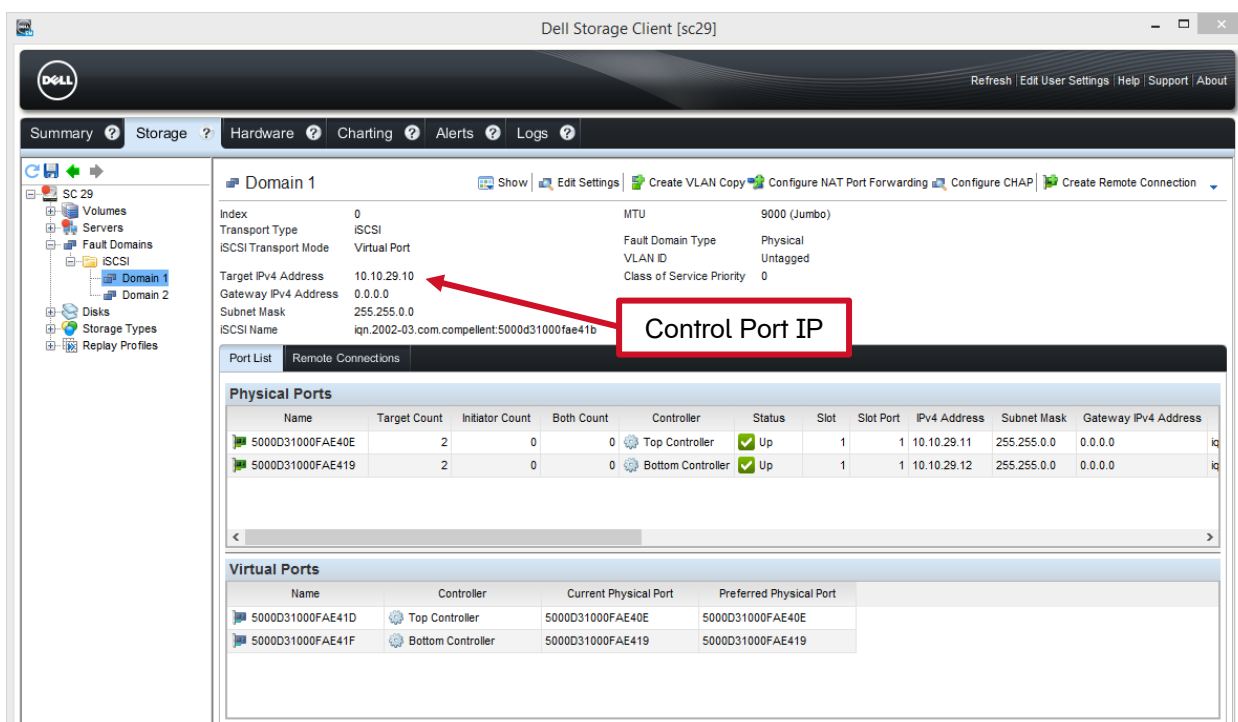 Dell Storage Client [sc29]
DELL
Refresh | Edit User Settings | Help | Support | About
Summary ? Storage ? Hardware ? Charting ? Alerts ? Logs ?
SC 29
Volumes
Servers
Fault Domains
iSCSI
Domain 1
Domain 2
Disks
Storage Types
Replay Profiles
Domain 1
Show | Edit Settings | Create VLAN Copy Configure NAT Port Forwarding Configure CHAP | Create Remote Connection
Index 0 MTU 9000 (Jumbo)
Transport Type iSCSI
iSCSI Transport Mode Virtual Port
Fault Domain Type Physical
VLAN ID Untagged
Target IPv4 Address 10.10.29.10 Class of Service Priority 0
Gateway IPv4 Address 0.0.0.0
Subnet Mask 255.255.0.0
iSCSI Name iqn.2002-03.com.compellent:5000d31000fae41b
Control Port IP
Port List Remote Connections
Physical Ports
Name Target Count Initiator Count Both Count Controller Status Slot Slot Port IPv4 Address Subnet Mask Gateway IPv4 Address
5000D31000FAE40E 2 0 0 Top Controller Up 1 1 10.10.29.11 255.255.0.0 0.0.0.0 iq
5000D31000FAE419 2 0 0 Bottom Controller Up 1 1 10.10.29.12 255.255.0.0 0.0.0.0 iq
Virtual Ports
Name Controller Current Physical Port Preferred Physical Port
5000D31000FAE41D Top Controller 5000D31000FAE40E 5000D31000FAE40E
5000D31000FAE41F Bottom Controller 5000D31000FAE419 5000D31000FAE419